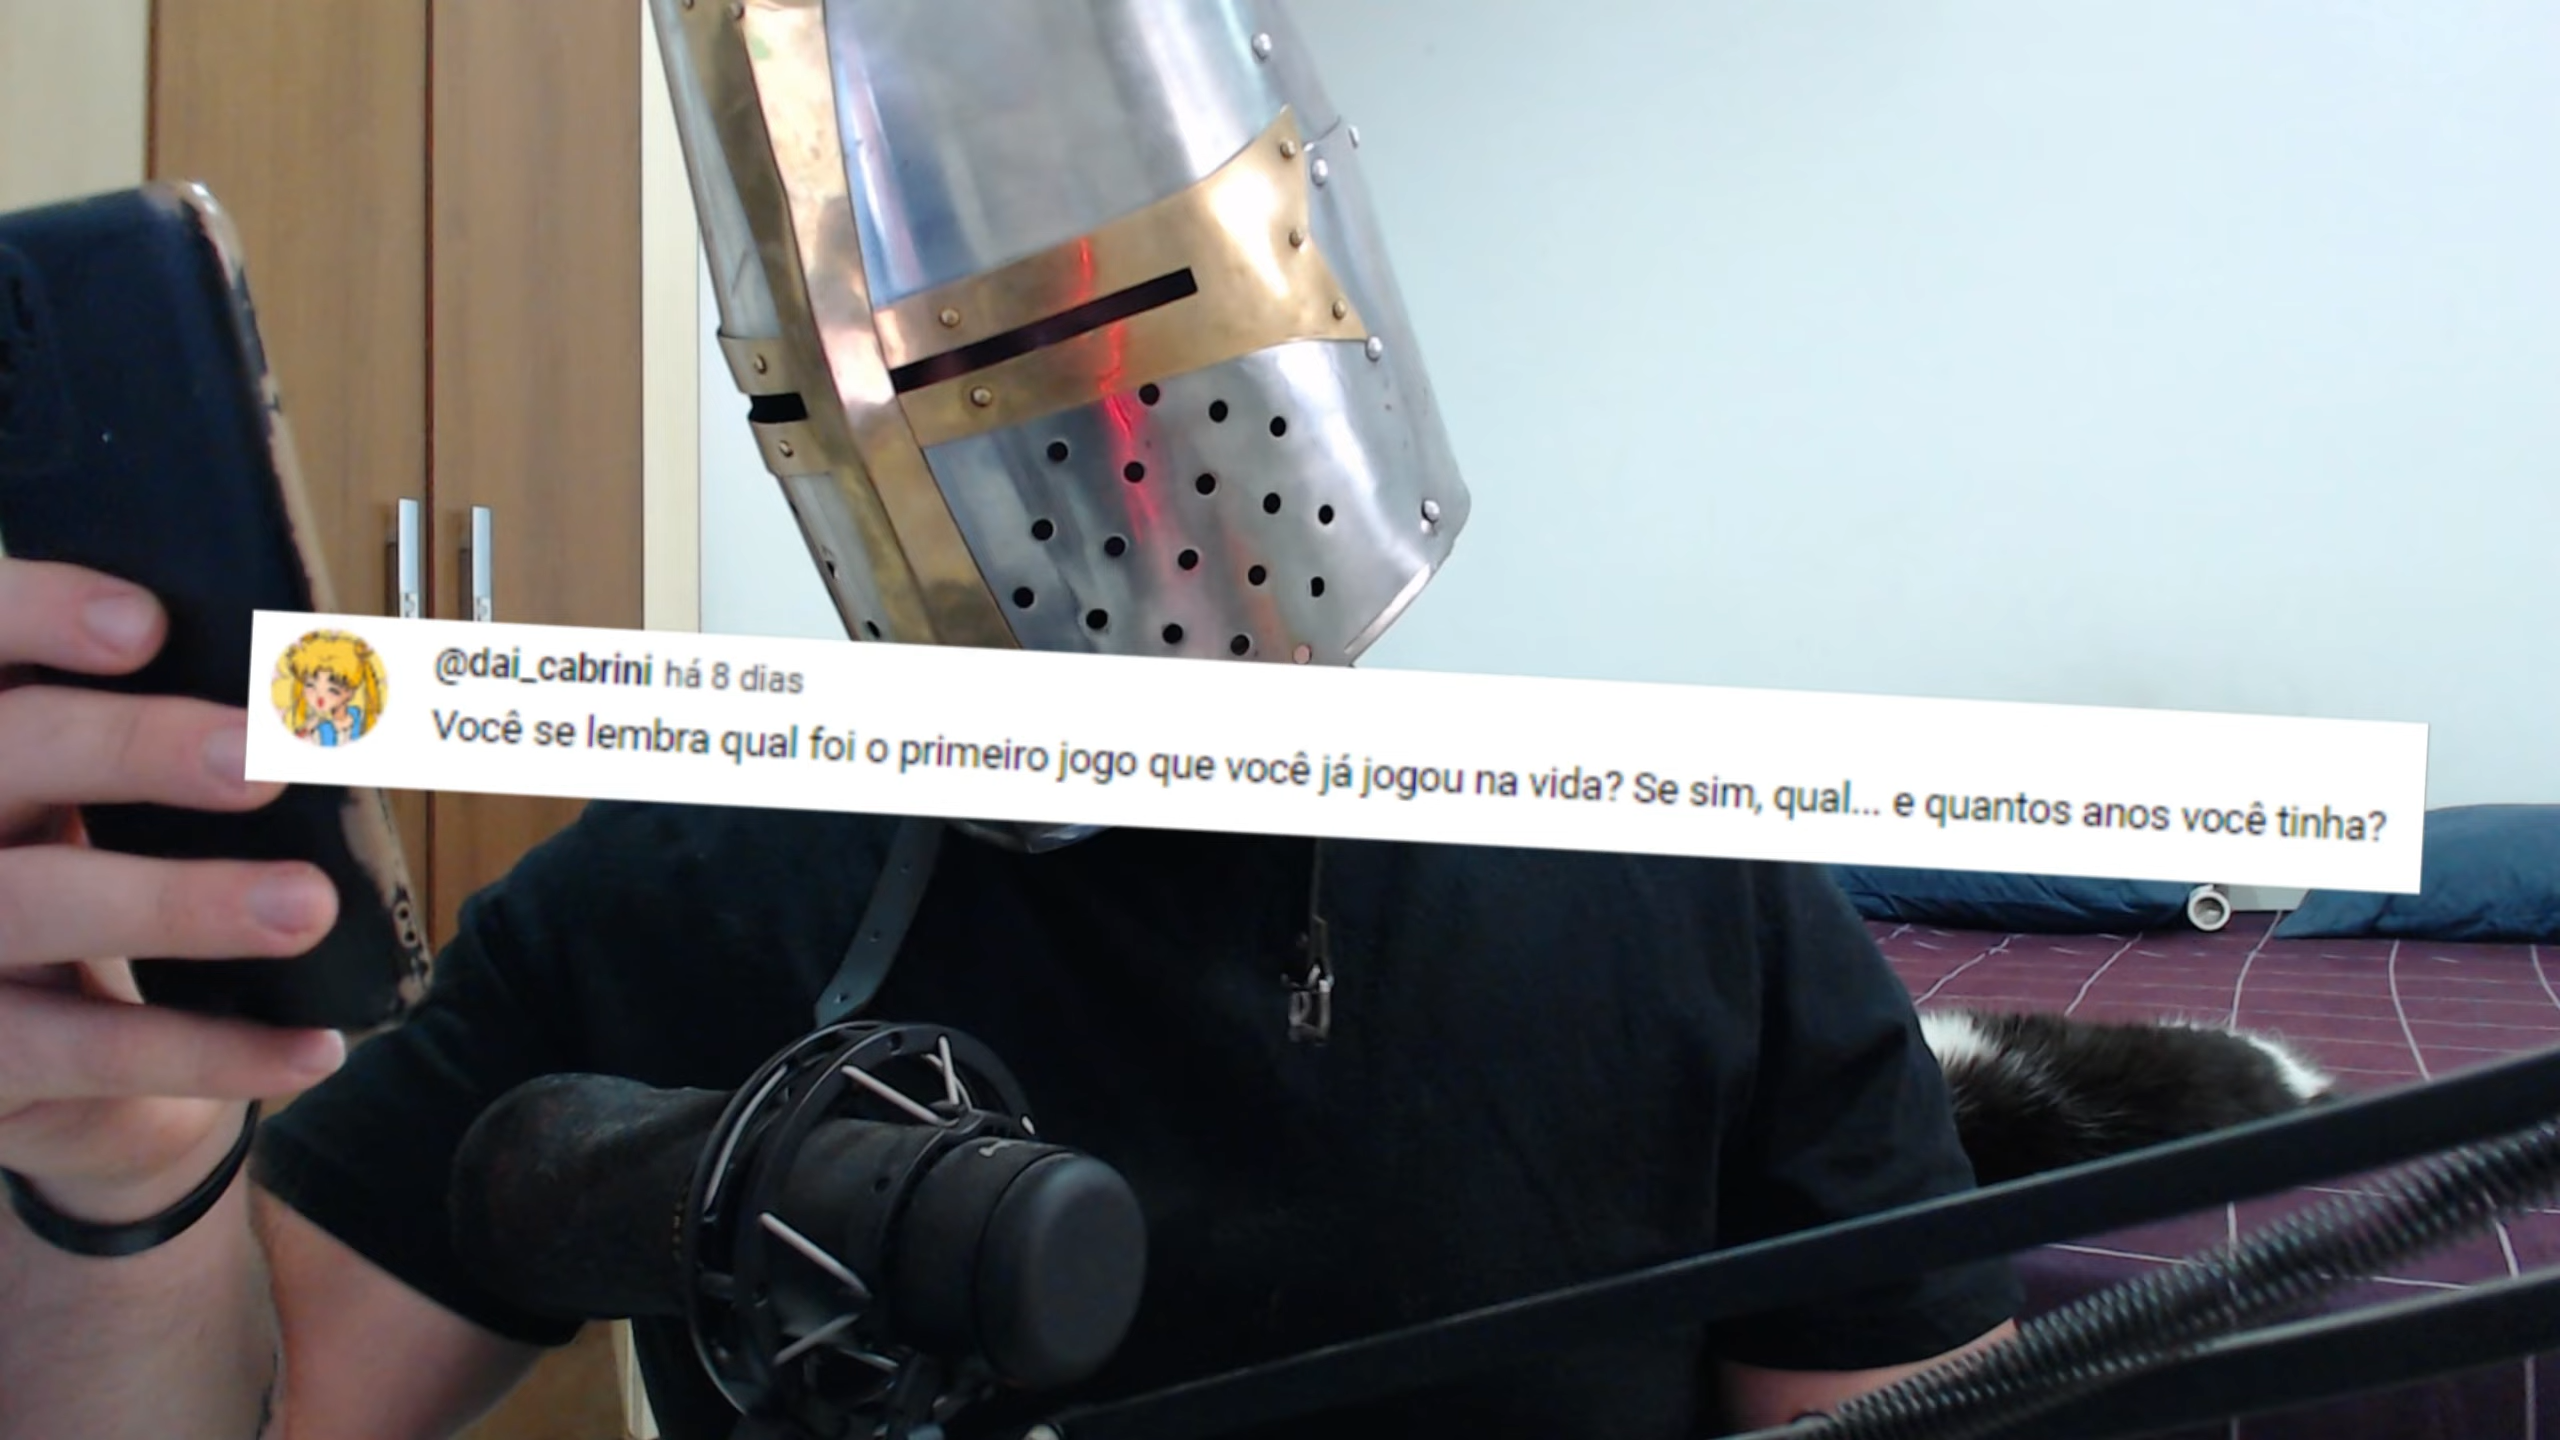 @dai_cabrini há 8 dias
Você se lembra qual foi o primeiro jogo que você já jogou na vida? Se sim, qual... e quantos anos você tinha?